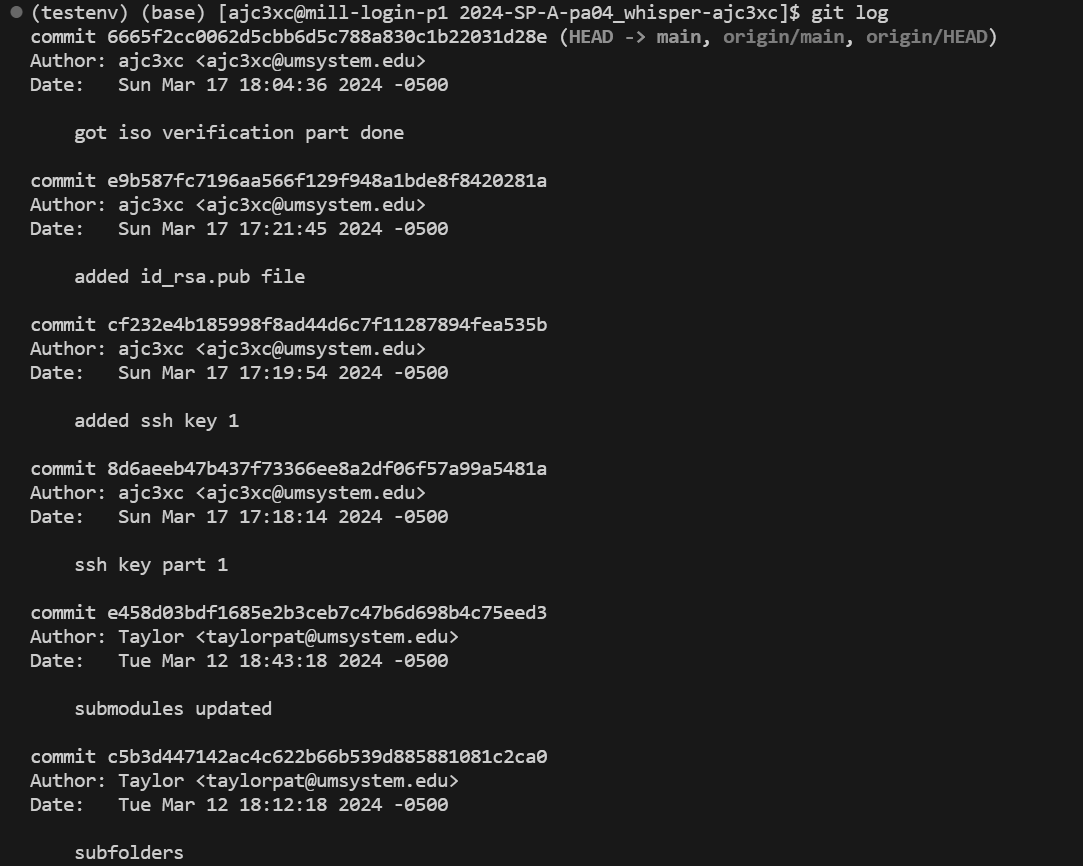 (testenv) (base) [ajc3xc@mill-login-p1 2024-SP-A-pa04_whisper-ajc3xc]$ git log
commit 6665f2cc0062d5cbb6d5c788a830c1b22031d28e (HEAD -> main, origin/main, origin/HEAD)
Author: ajc3xc <ajc3xc@umsystem.edu>
Date:   Sun Mar 17 18:04:36 2024 -0500
got iso verification part done
commit e9b587fc7196aa566f129f948a1bde8f8420281a
Author: ajc3xc <ajc3xc@umsystem.edu>
Date:   Sun Mar 17 17:21:45 2024 -0500
added id_rsa.pub file
commit cf232e4b185998f8ad44d6c7f11287894fea535b
Author: ajc3xc <ajc3xc@umsystem.edu>
Date:   Sun Mar 17 17:19:54 2024 -0500
added ssh key 1
commit 8d6aeeb47b437f73366ee8a2df06f57a99a5481a
Author: ajc3xc <ajc3xc@umsystem.edu>
Date:   Sun Mar 17 17:18:14 2024 -0500
ssh key part 1
commit e458d03bdf1685e2b3ceb7c47b6d698b4c75eed3
Author: Taylor <taylorpat@umsystem.edu>
Date:   Tue Mar 12 18:43:18 2024 -0500
submodules updated
commit c5b3d447142ac4c622b66b539d885881081c2ca0
Author: Taylor <taylorpat@umsystem.edu>
Date:   Tue Mar 12 18:12:18 2024 -0500
subfolders